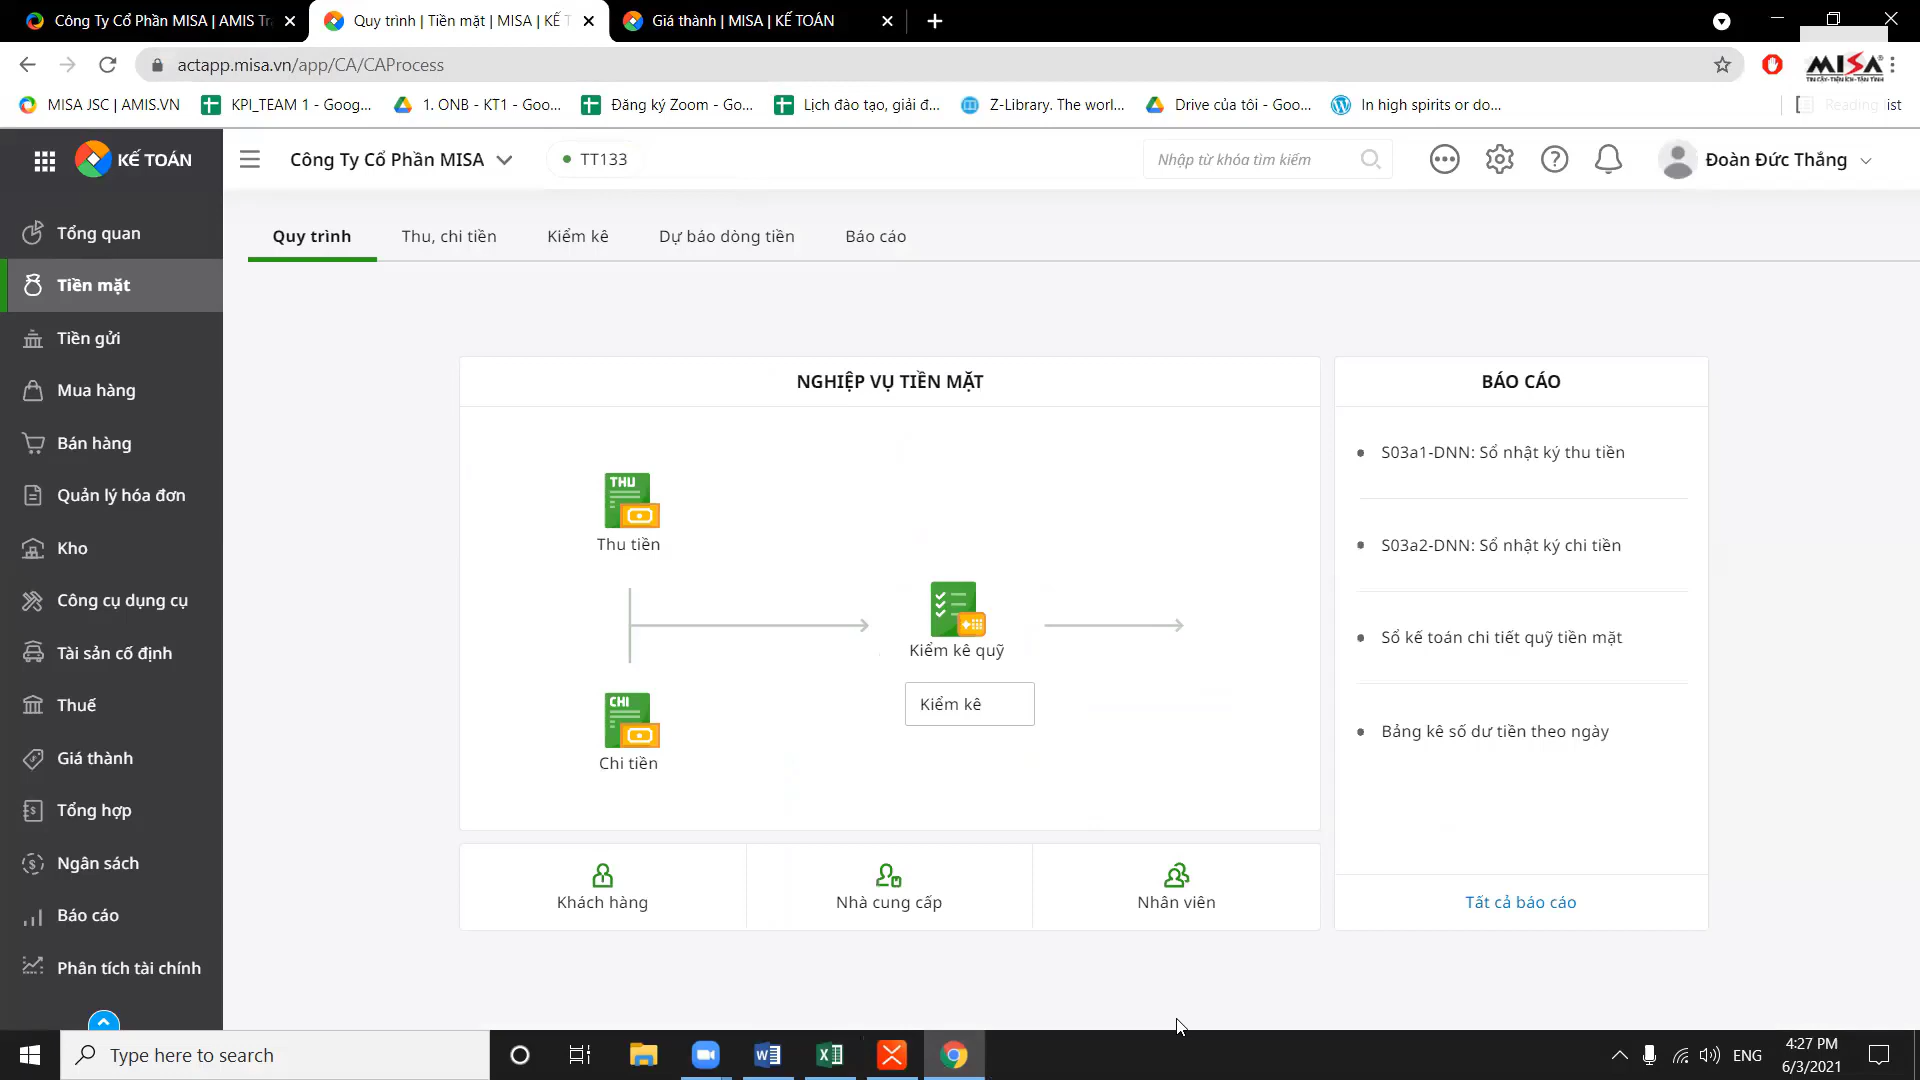 Công Ty Cổ Phần MISA | AMIS Tr
Quy trình | Tiền mặt | MISA | KẾ T
Giá thành | MISA | KẾ TOÁN
actapp.misa.vn/app/CA/CAProcess
MISA
TIN CẬY-TIỆN ÍCH-TẬN TÌNH
MISA JSC | AMIS.VN
KPI_TEAM 1 - Goog...
1. ONB - KT1 - Goo...
Đăng ký Zoom - Go...
Lịch đào tạo, giải đ...
Z-Library. The worl...
Drive của tôi - Goo...
In high spirits or do...
Reading list
KẾ TOÁN
Công Ty Cổ Phần MISA
TT133
Nhập từ khóa tìm kiếm
Đoàn Đức Thắng
Tổng quan
Tiền mặt
Tiền gửi
Mua hàng
Bán hàng
Quản lý hóa đơn
Kho
Công cụ dụng cụ
Tài sản cố định
Thuế
Giá thành
Tổng hợp
Ngân sách
Báo cáo
Phân tích tài chính
Quy trình
Thu, chi tiền
Kiểm kê
Dự báo dòng tiền
Báo cáo
NGHIỆP VỤ TIỀN MẶT
THU
Thu tiền
Kiểm kê quỹ
Kiểm kê
CHI
Chi tiền
Khách hàng
Nhà cung cấp
Nhân viên
BÁO CÁO
S03a1-DNN: Sổ nhật ký thu tiền
S03a2-DNN: Sổ nhật ký chi tiền
Sổ kế toán chi tiết quỹ tiền mặt
Bảng kê số dư tiền theo ngày
Tất cả báo cáo
Type here to search
ENG
4:27 PM
6/3/2021